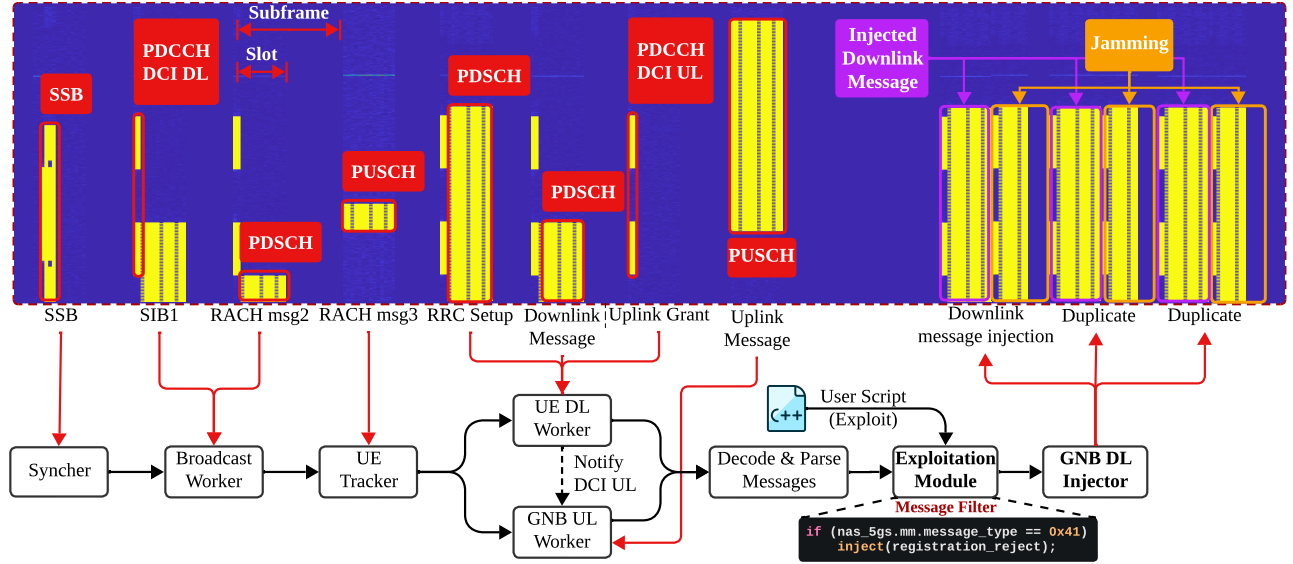 Subframe
Slot
SSB
PDCCH
DCI DL
PDSCH
PUSCH
PDSCH
PDSCH
PDCCH
DCI UL
PUSCH
Injected
Downlink
Message
Jamming
SSB
SIB1
RACH msg2
RACH msg3
RRC Setup
Downlink
Message
Uplink Grant
Uplink
Message
Downlink
message injection
Duplicate
Duplicate
Syncher
Broadcast
Worker
UE
Tracker
UE DL
Worker
Notify
DCI UL
GNB UL
Worker
Decode & Parse
Messages
C++
User Script
(Exploit)
Exploitation
Module
GNB DL
Injector
Message Filter
if (nas_5gs.mm.message_type == 0x41)
inject(registration_reject);